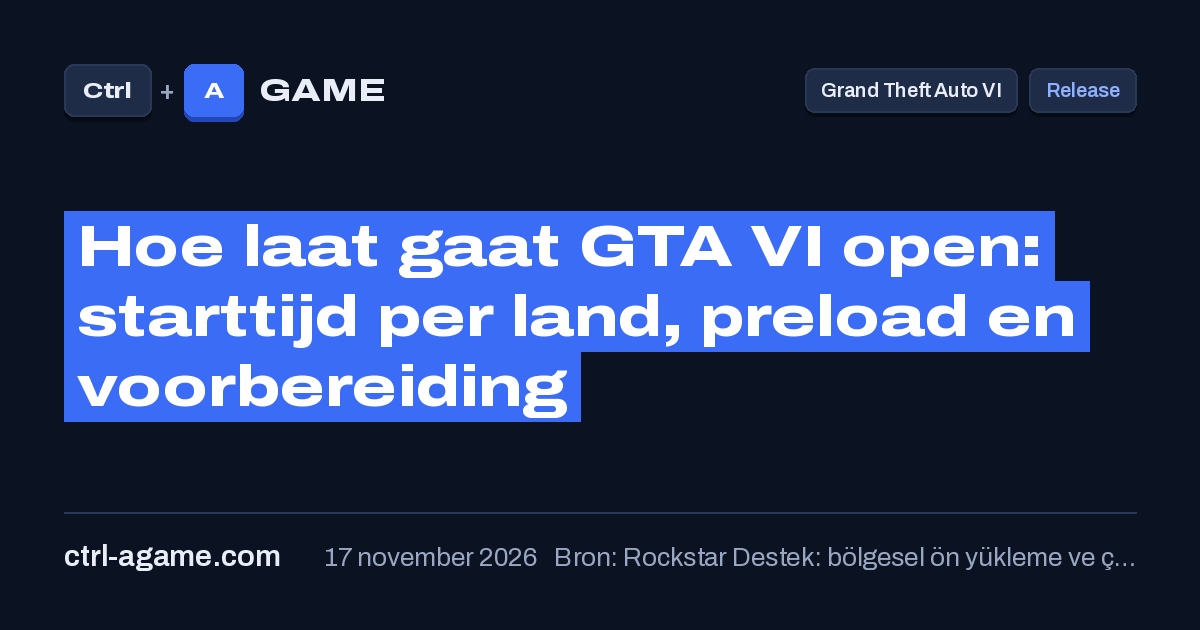 Ctrl + A GAME
Grand Theft Auto VI Release
Hoe laat gaat GTA VI open:
starttijd per land, preload en
voorbereiding
ctrl-agame.com 17 november 2026 Bron: Rockstar Destek: bölgesel ön yükleme ve ç...